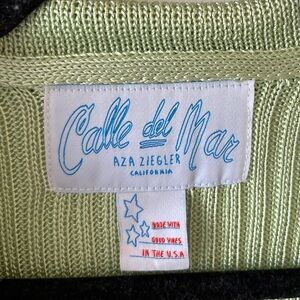 Calle del Mar
AZA ZIEGLER
CALIFORNIA
MADE WITH
GOOD VIBES
IN THE U.S.A